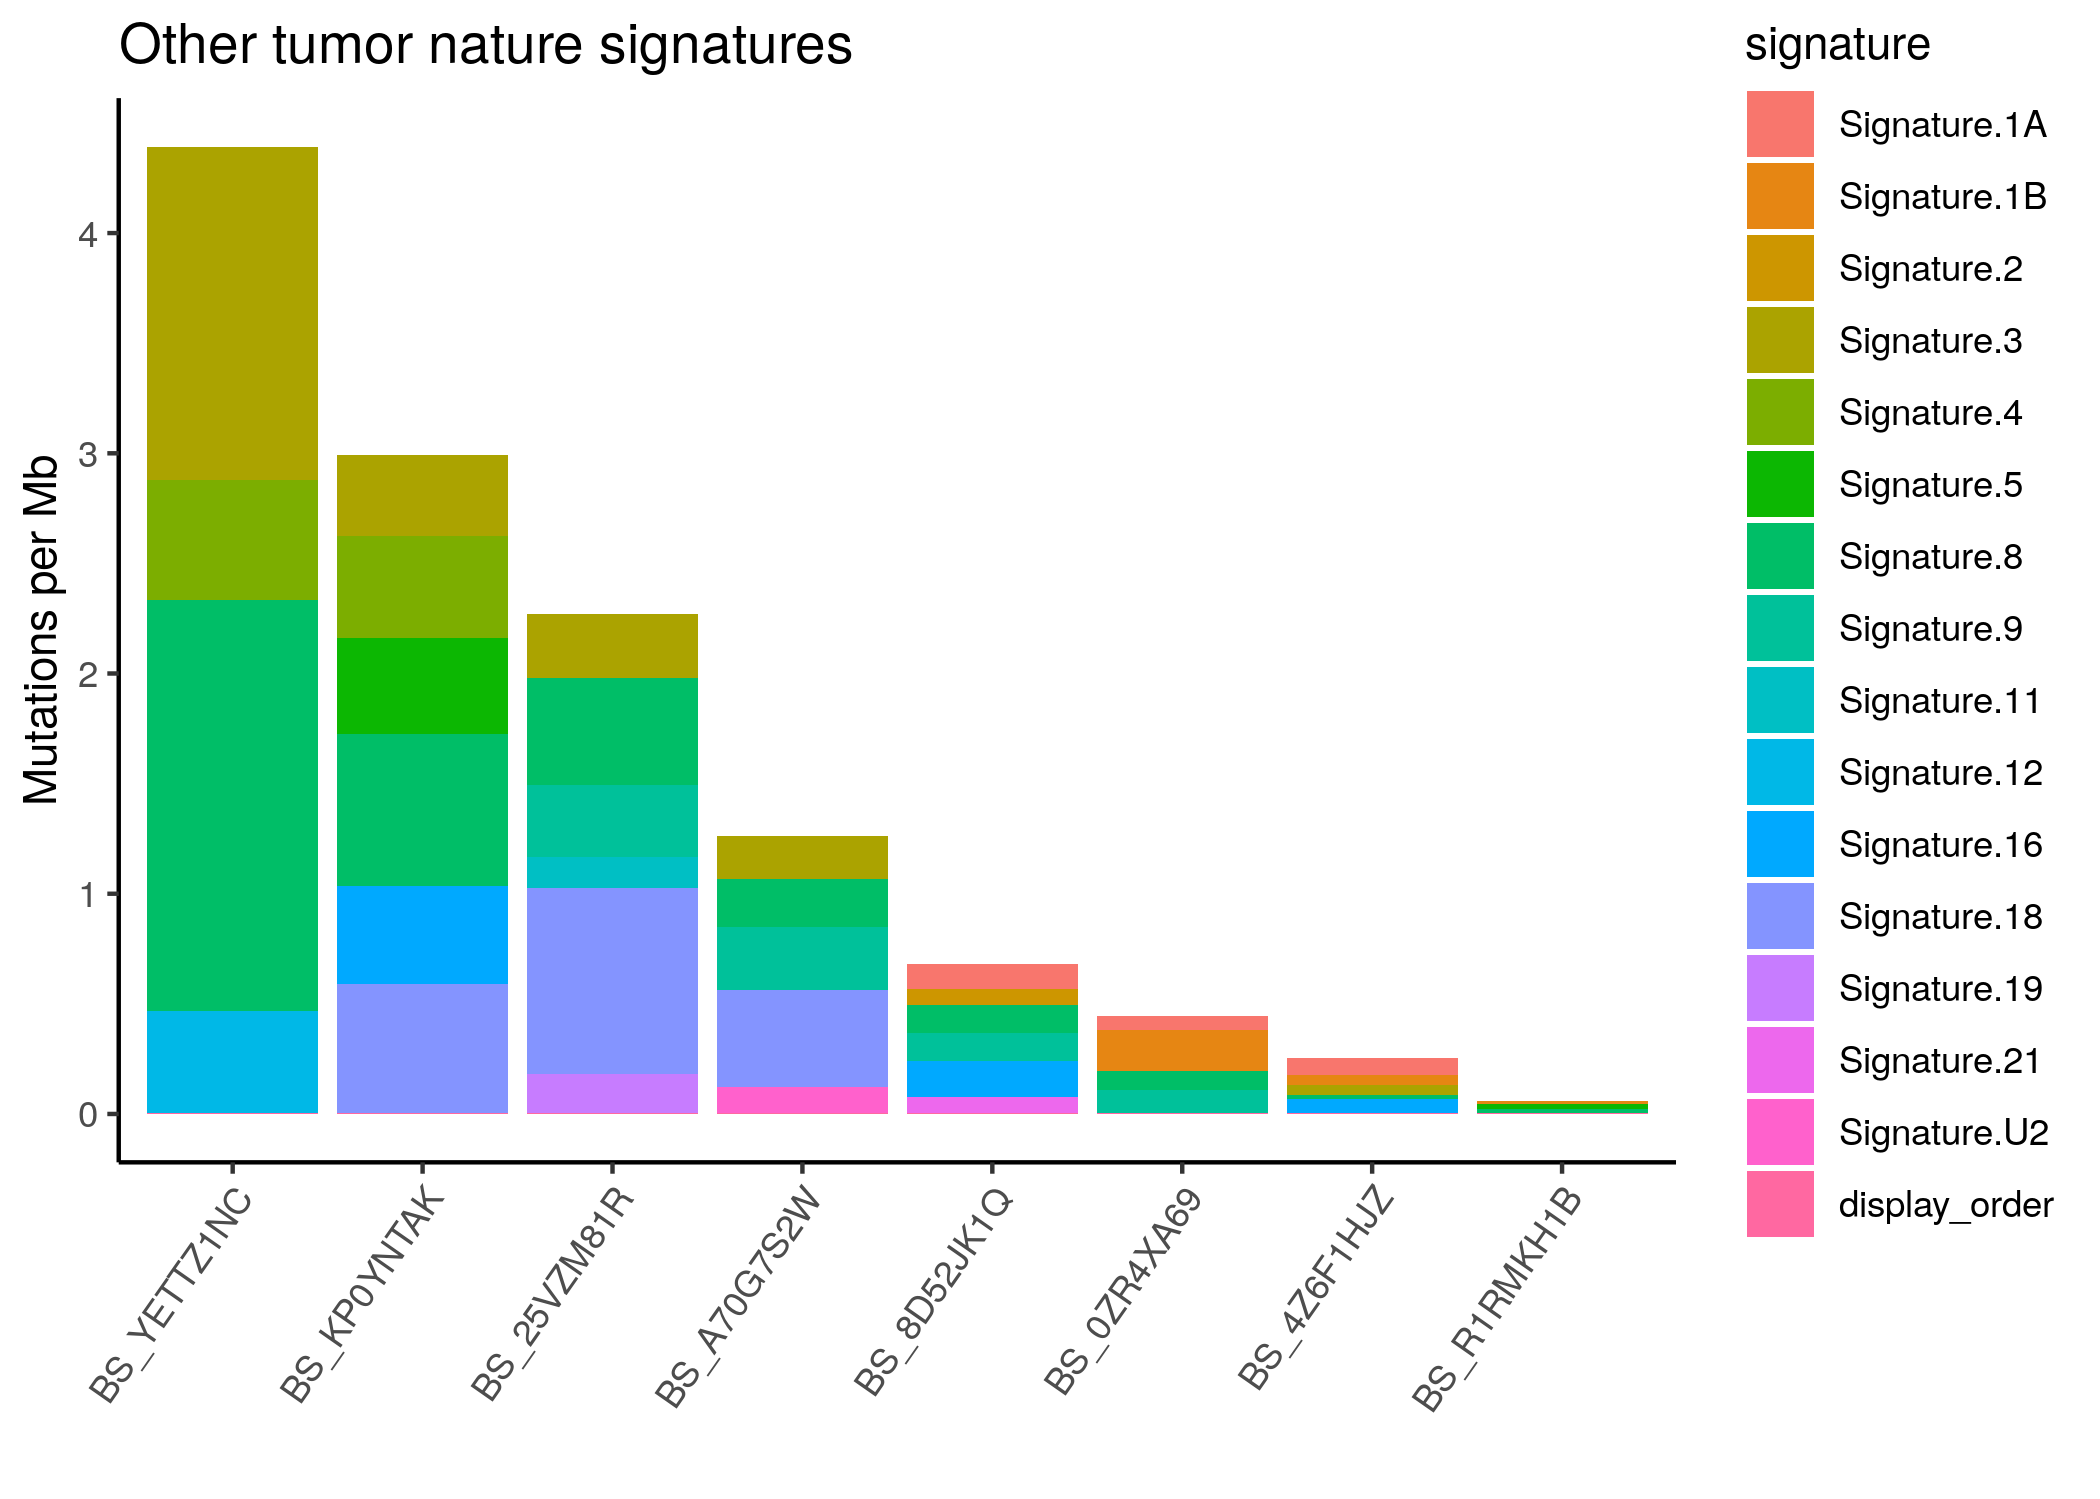 Other tumor nature signatures
Mutations per Mb
4
3
2
1
0
BS_YETTZ1NC
BS_KP0YNTAK
BS_25VZM81R
BS_A70G7S2W
BS_8D52JK1Q
BS_0ZR4XA69
BS_4Z6F1HJZ
BS_R1RMKH1B
signature
Signature.1A
Signature.1B
Signature.2
Signature.3
Signature.4
Signature.5
Signature.8
Signature.9
Signature.11
Signature.12
Signature.16
Signature.18
Signature.19
Signature.21
Signature.U2
display_order